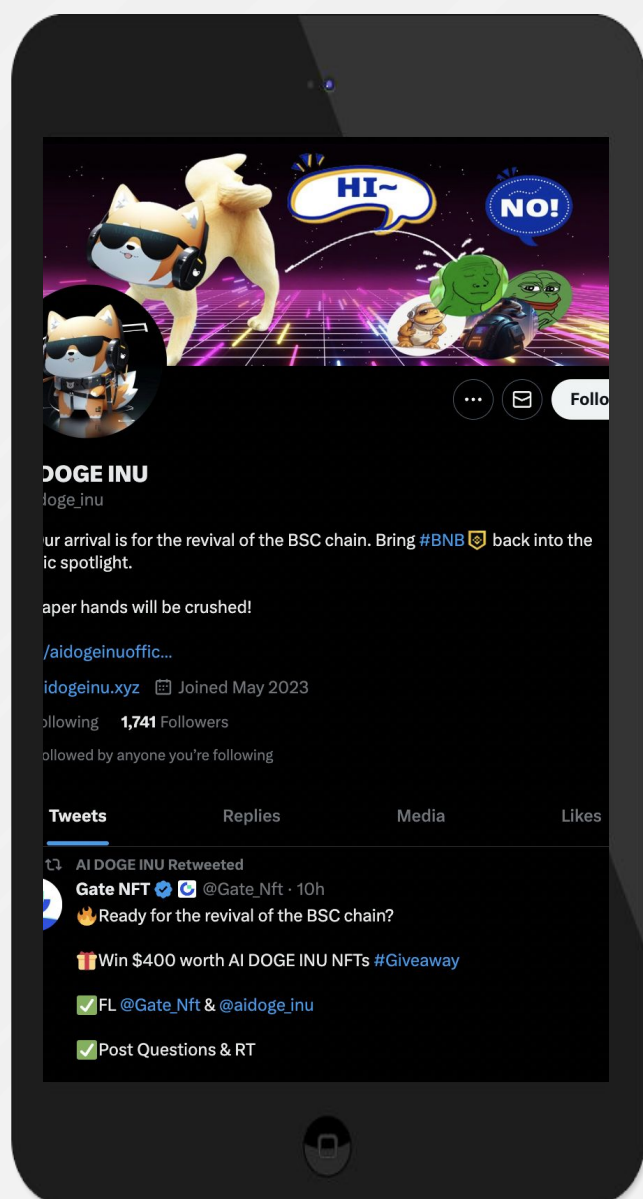 HI~
NO!
Follo
DOGE INU
doge_inu
ur arrival is for the revival of the BSC chain. Bring #BNB back into the
ic spotlight.
aper hands will be crushed!
/aidogeinuoffic...
idogeinu.xyz Joined May 2023
ollowing 1,741 Followers
ollowed by anyone you're following
Tweets Replies Media Likes
AI DOGE INU Retweeted
Gate NFT @Gate_Nft · 10h
🔥Ready for the revival of the BSC chain?
🎁Win $400 worth AI DOGE INU NFTs #Giveaway
✅FL @Gate_Nft & @aidoge_inu
✅Post Questions & RT